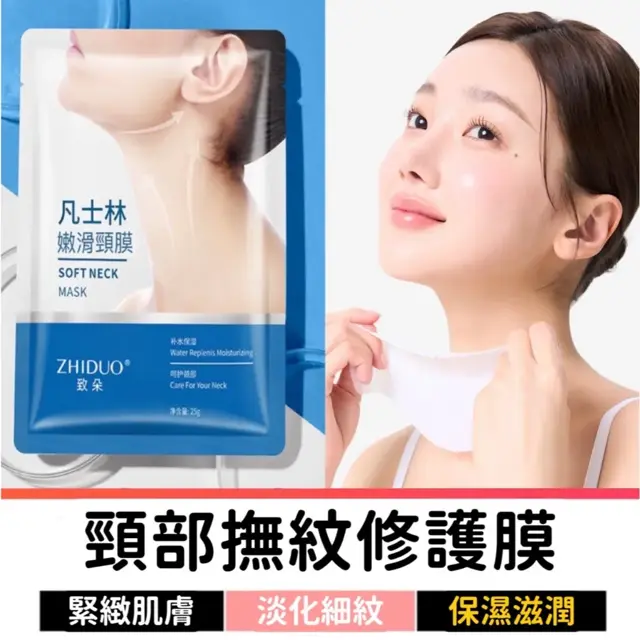 凡士林
嫩滑頸膜
SOFT NECK
MASK
ZHIDUO®
致朵
补水保湿
Water Replenis Moisturizing
呵护颈部
Care For Your Neck
净含量: 25g
頸部撫紋修護膜
緊緻肌膚
淡化細紋
保濕滋潤